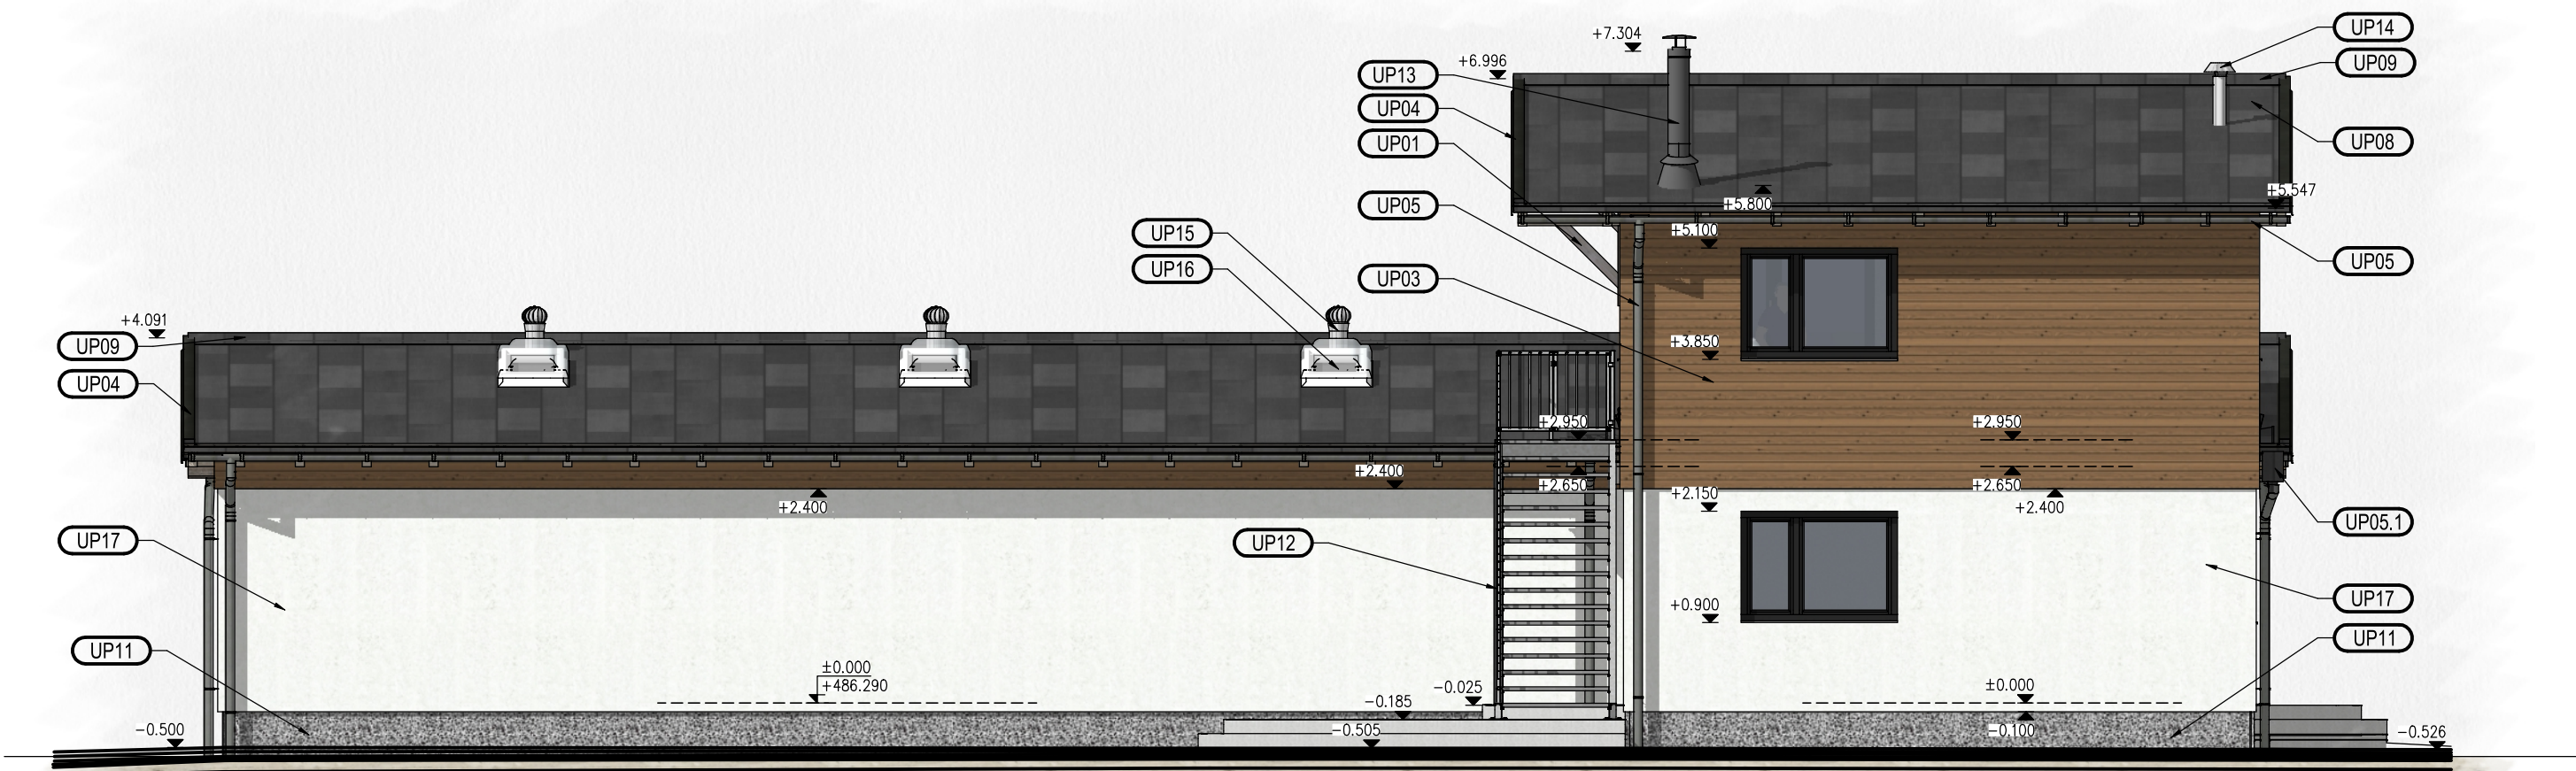 UP14
+7.304
+6.996
UP09
UP13
UP04
UP01
UP08
+5.547
+5.800
UP05
+5.100
UP15
UP05
UP16
UP03
+4.091
UP09
+3.850
UP04
+2.950
+2.950
+2.400
+2.650
+2.650
+2.150
+2.400
+2.400
UP05.1
UP17
UP12
UP17
+0.900
UP11
UP11
±0.000
+486.290
±0.000
-0.025
-0.185
-0.500
-0.505
-0.100
-0.526